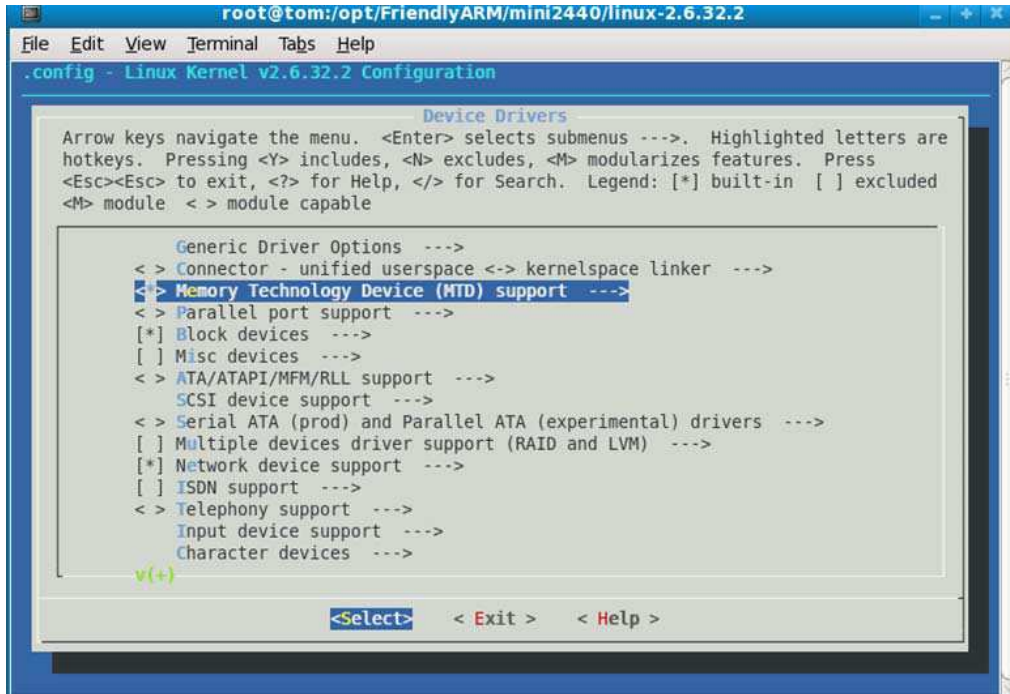 root@tom:/opt/FriendlyARM/mini2440/linux-2.6.32.2
File Edit View Terminal Tabs Help
.config - Linux Kernel v2.6.32.2 Configuration
Device Drivers
Arrow keys navigate the menu. <Enter> selects submenus --->. Highlighted letters are
hotkeys. Pressing <Y> includes, <N> excludes, <M> modularizes features. Press
<Esc><Esc> to exit, <?> for Help, </> for Search. Legend: [*] built-in [ ] excluded
<M> module < > module capable
Generic Driver Options --->
< > Connector - unified userspace <-> kernelspace linker --->
<*> Memory Technology Device (MTD) support --->
< > Parallel port support --->
[*] Block devices --->
[ ] Misc devices --->
< > ATA/ATAPI/MFM/RLL support --->
SCSI device support --->
< > Serial ATA (prod) and Parallel ATA (experimental) drivers --->
[ ] Multiple devices driver support (RAID and LVM) --->
[*] Network device support --->
[ ] ISDN support --->
< > Telephony support --->
Input device support --->
Character devices --->
v(+)
<Select> < Exit > < Help >